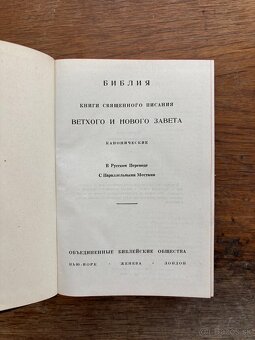 БИБЛИЯ
КНИГИ СВЯЩЕННОГО ПИСАНИЯ
ВЕТХОГО И НОВОГО ЗАВЕТА
КАНОНИЧЕСКИЕ
В Русском Переводе
С Параллельными Местами
ОБЪЕДИНЕННЫЕ БИБЛЕЙСКИЕ ОБЩЕСТВА
НЬЮ-ЙОРК · ЖЕНЕВА · ЛОНДОН